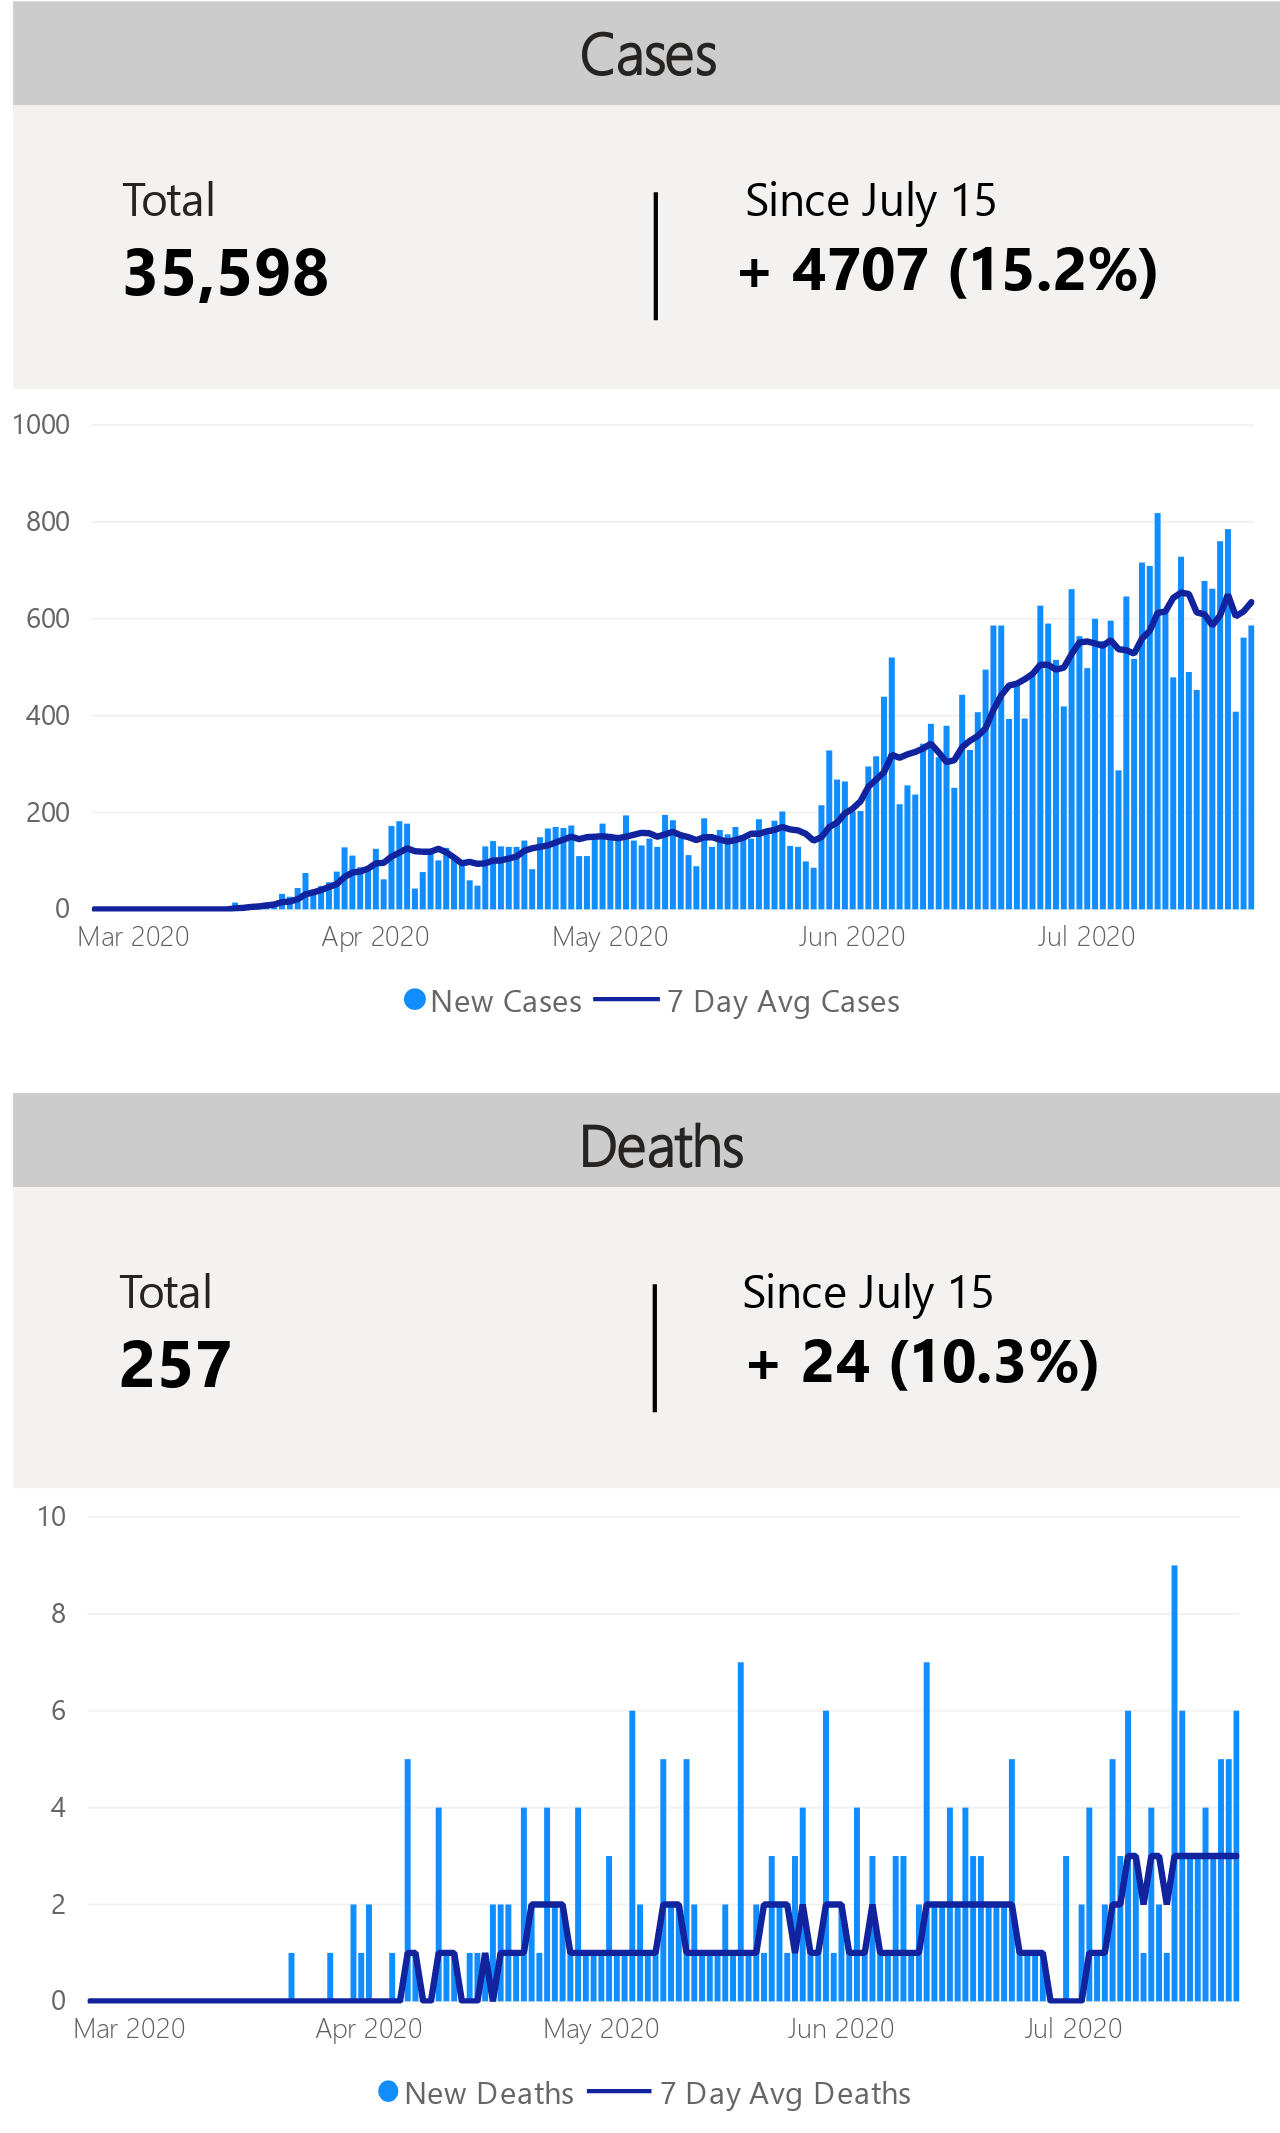 Cases
Total
Since July 15
35,598
+ 4707 (15.2%)
1000
800
600
400
200
0
Mar 2020 Apr 2020 May 2020 Jun 2020 Jul 2020
New Cases 7 Day Avg Cases
Deaths
Total
Since July 15
257
+ 24 (10.3%)
10
8
6
4
2
0
Mar 2020 Apr 2020 May 2020 Jun 2020 Jul 2020
New Deaths 7 Day Avg Deaths